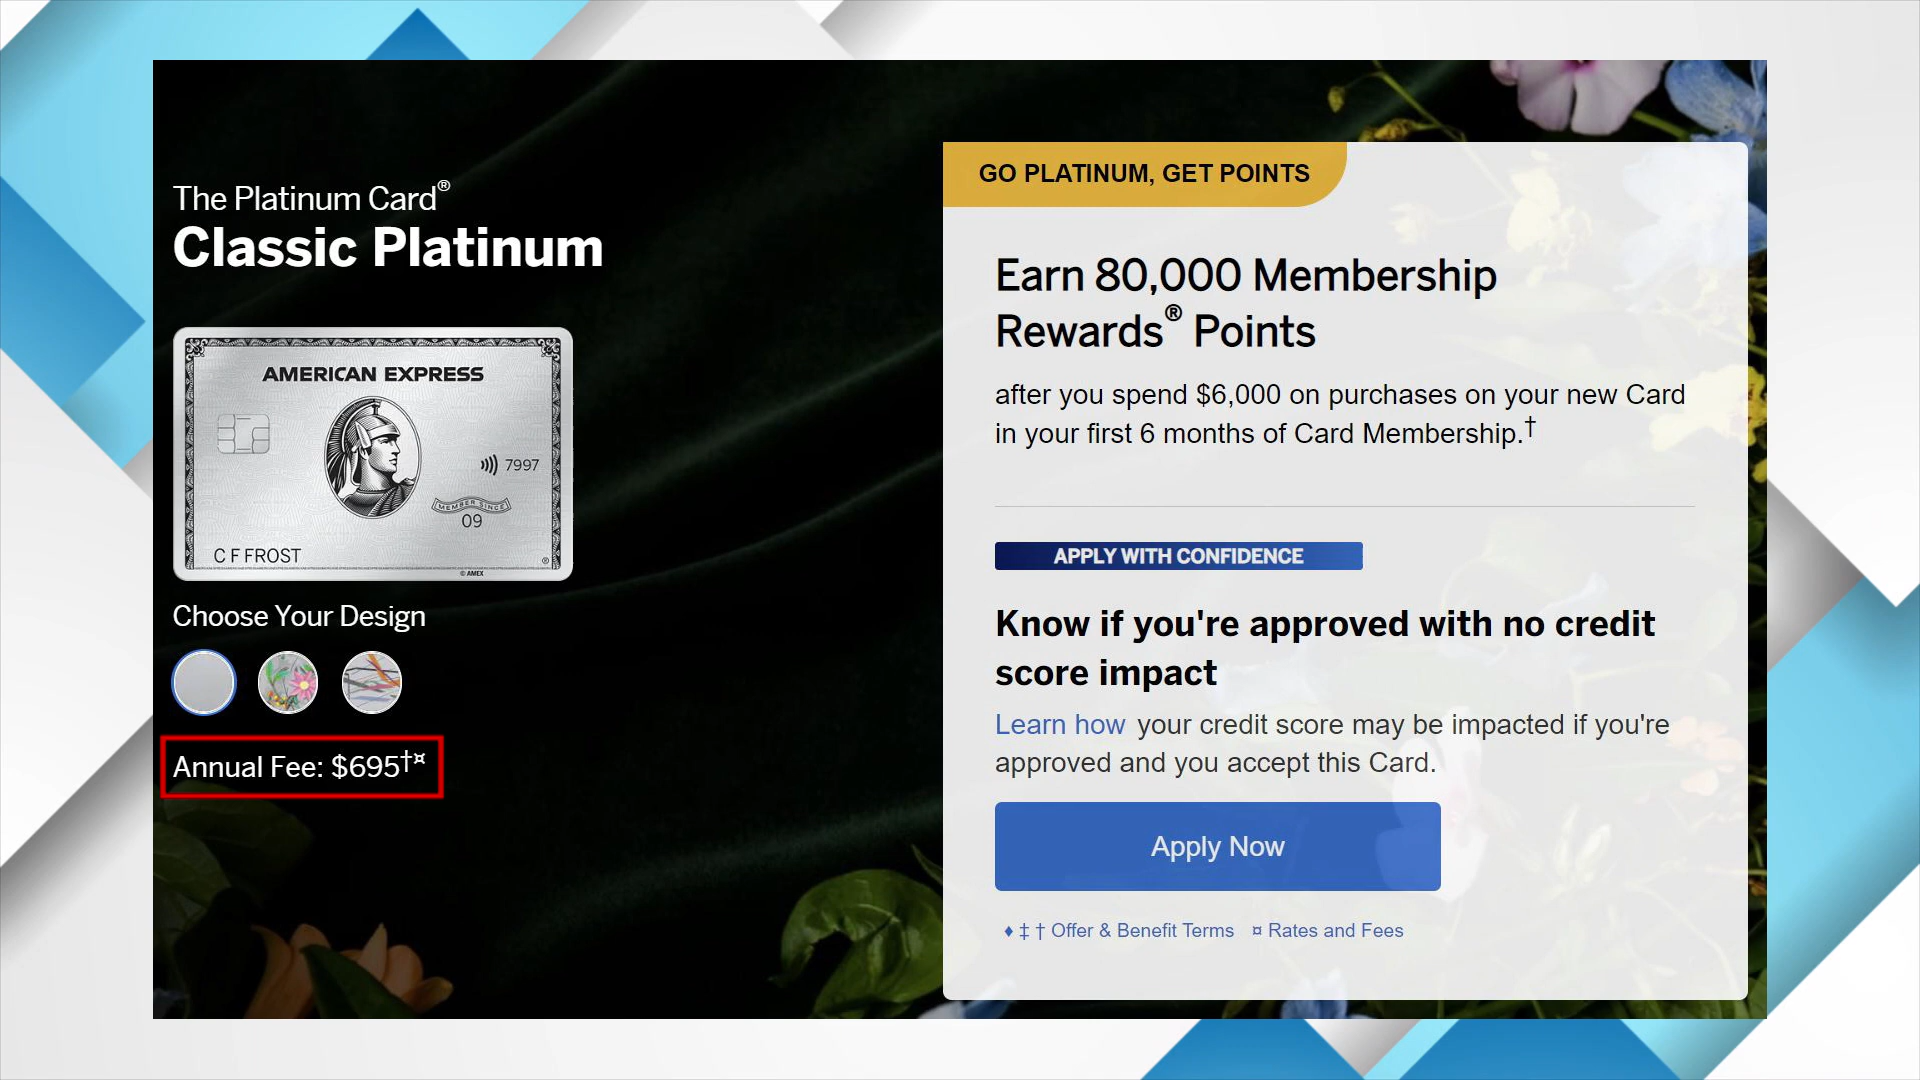 The Platinum Card®
Classic Platinum
AMERICAN EXPRESS
7997
MEMBER SINCE
09
C F FROST
®
© AMEX
Choose Your Design
Annual Fee: $695†¤
GO PLATINUM, GET POINTS
Earn 80,000 Membership
Rewards® Points
after you spend $6,000 on purchases on your new Card
in your first 6 months of Card Membership.†
APPLY WITH CONFIDENCE
Know if you're approved with no credit
score impact
Learn how your credit score may be impacted if you're
approved and you accept this Card.
Apply Now
♦ ‡ † Offer & Benefit Terms ¤ Rates and Fees